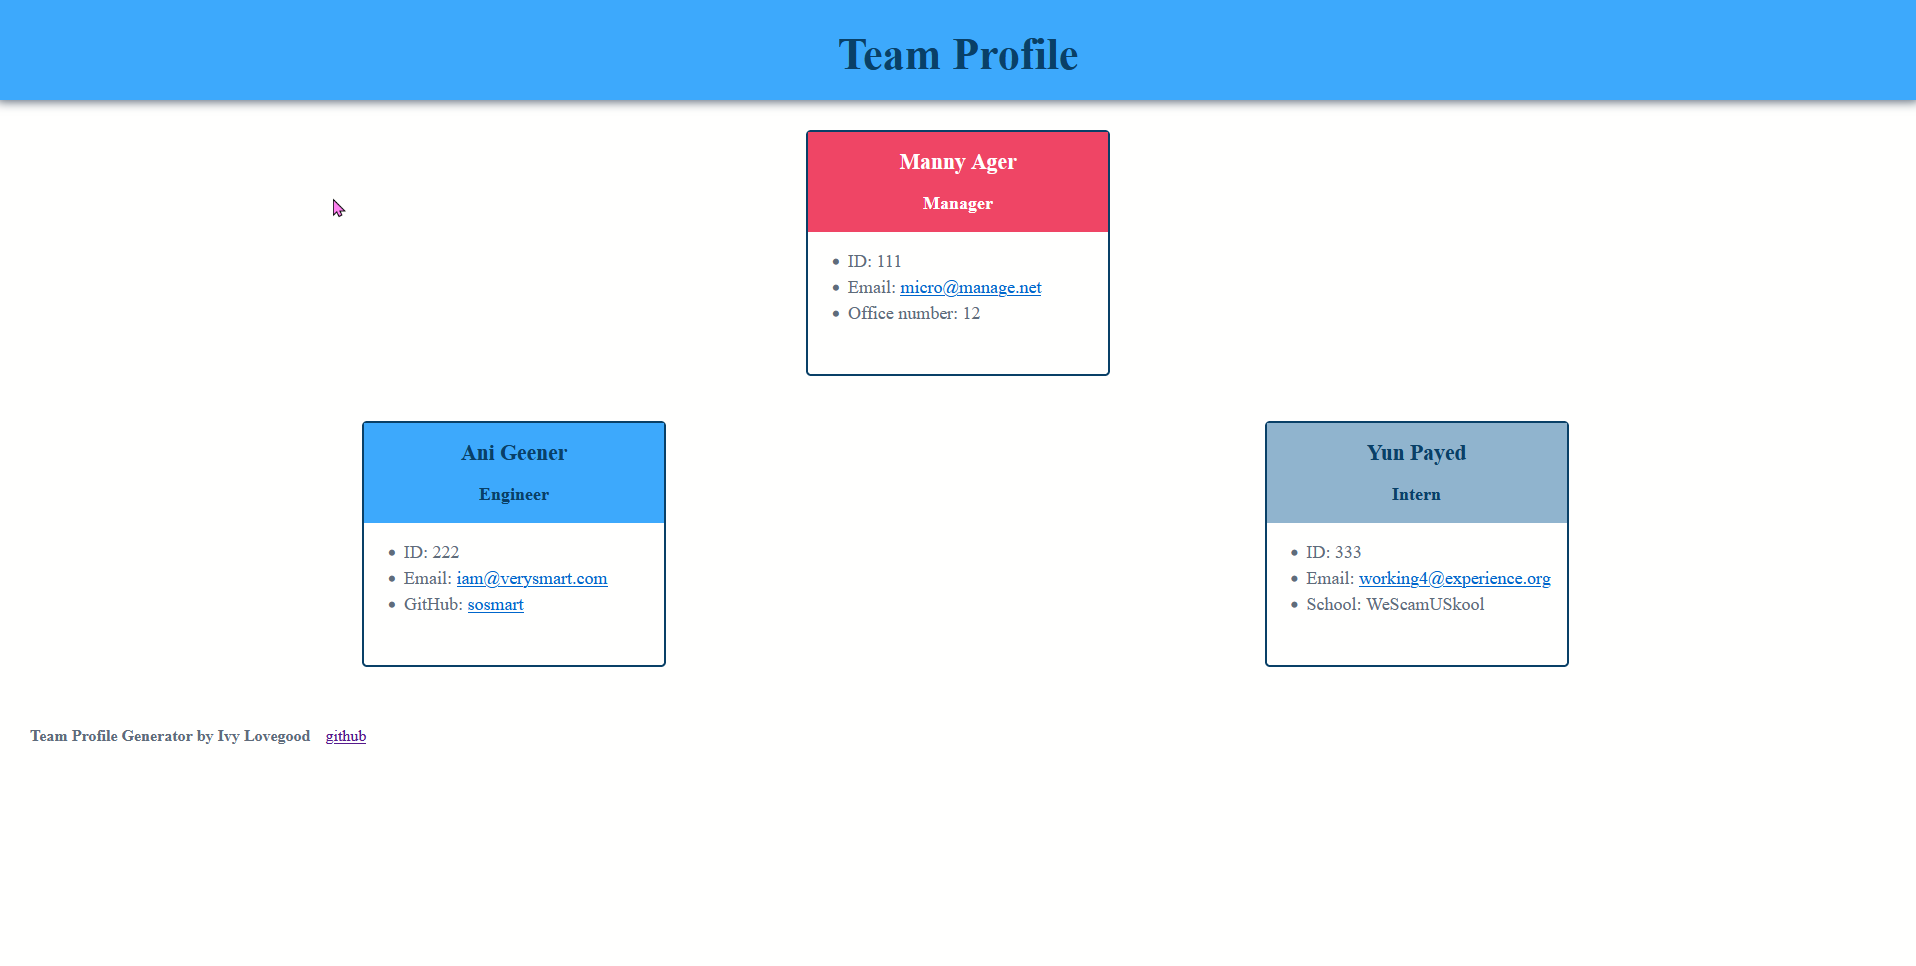 Team Profile
Manny Ager
Manager
ID: 111
Email: micro@manage.net
Office number: 12
Ani Geener
Engineer
ID: 222
Email: iam@verysmart.com
GitHub: sosmart
Yun Payed
Intern
ID: 333
Email: working4@experience.org
School: WeScamUSkool
Team Profile Generator by Ivy Lovegood github